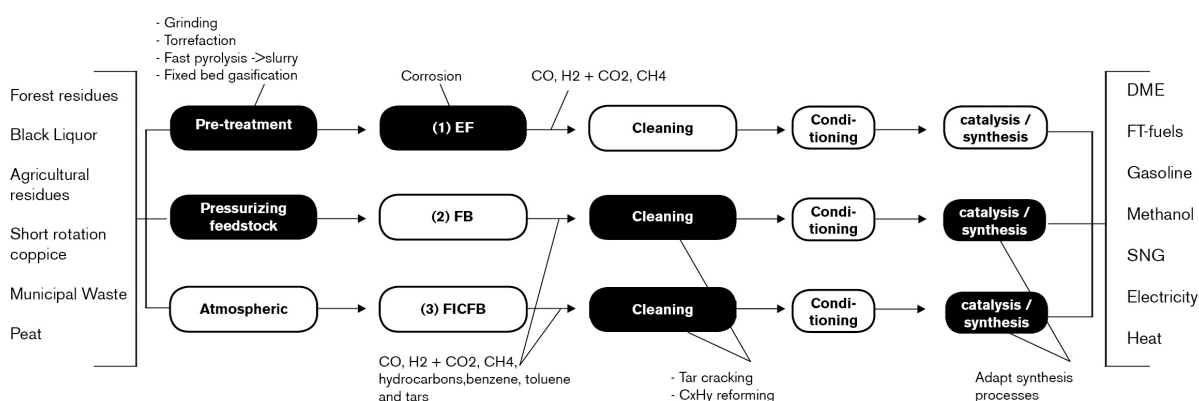 - Grinding
- Torrefaction
- Fast pyrolysis ->slurry
- Fixed bed gasification
Corrosion
CO, H2 + CO2, CH4
Forest residues
Black Liquor
Agricultural
residues
Short rotation
coppice
Municipal Waste
Peat
Pre-treatment
(1) EF
Cleaning
Condi-
tioning
catalysis /
synthesis
Pressurizing
feedstock
(2) FB
Cleaning
Condi-
tioning
catalysis /
synthesis
Atmospheric
(3) FICFB
Cleaning
Condi-
tioning
catalysis /
synthesis
DME
FT-fuels
Gasoline
Methanol
SNG
Electricity
Heat
CO, H2 + CO2, CH4,
hydrocarbons,benzene, toluene
and tars
- Tar cracking
- CxHy reforming
Adapt synthesis
processes